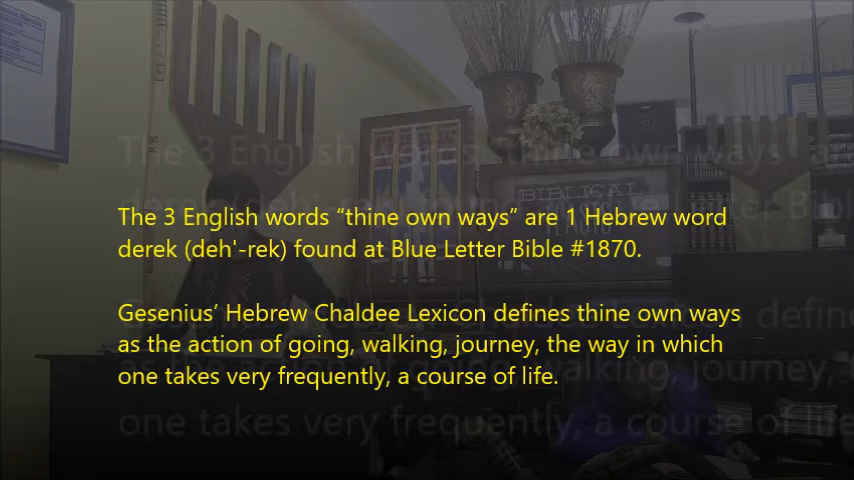 The 3 English words “thine own ways” are 1 Hebrew word
derek (deh'-rek) found at Blue Letter Bible #1870.
Gesenius’ Hebrew Chaldee Lexicon defines thine own ways
as the action of going, walking, journey, the way in which
one takes very frequently, a course of life.
BIBLICAL